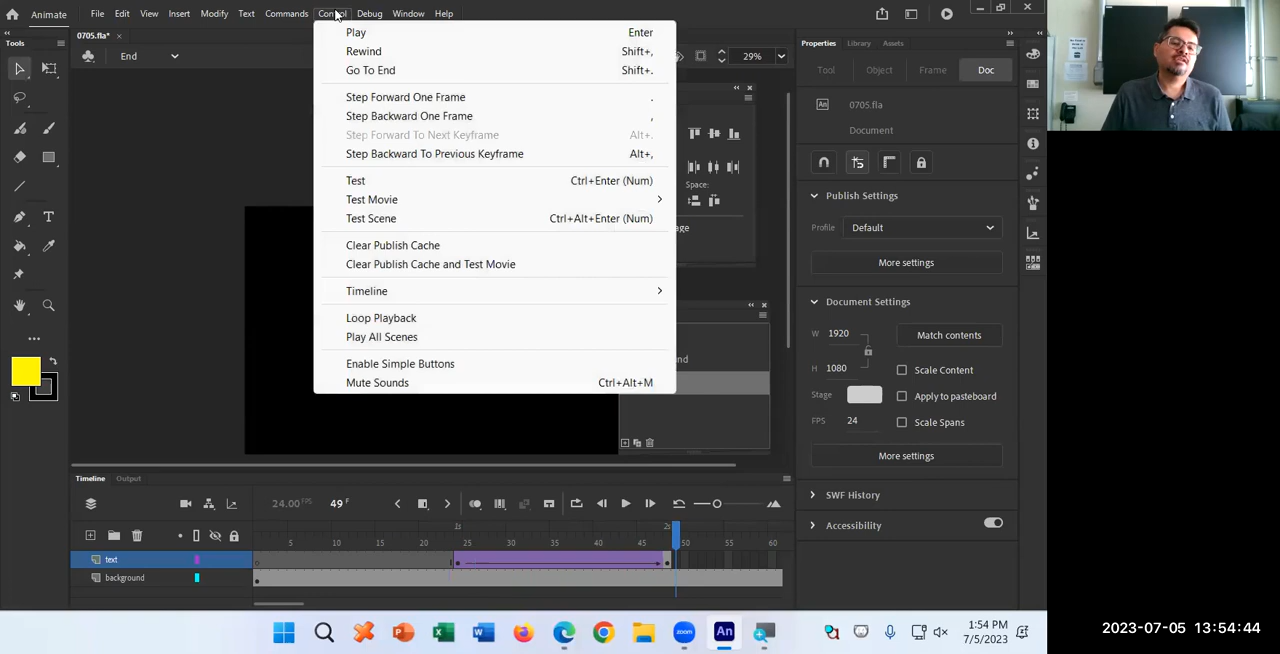 Animate File Edit View Insert Modify Text Commands Control Debug Window Help
0705.fla*
End
29%
Tools
Play Enter
Rewind Shift+,
Go To End Shift+.
Step Forward One Frame .
Step Backward One Frame ,
Step Forward To Next Keyframe Alt+.
Step Backward To Previous Keyframe Alt+,
Test Ctrl+Enter (Num)
Test Movie
Test Scene Ctrl+Alt+Enter (Num)
Clear Publish Cache
Clear Publish Cache and Test Movie
Timeline
Loop Playback
Play All Scenes
Enable Simple Buttons
Mute Sounds Ctrl+Alt+M
Space:
Properties Library Assets
Tool Object Frame Doc
An 0705.fla
Document
Publish Settings
Profile Default
More settings
Document Settings
W 1920 Match contents
H 1080 Scale Content
Stage Apply to pasteboard
FPS 24 Scale Spans
More settings
SWF History
Accessibility
Timeline Output
24.00 FPS 49 F
1s 2s
5 10 15 20 25 30 35 40 45 50 55 60
text
background
An
1:54 PM
7/5/2023
2023-07-05 13:54:44